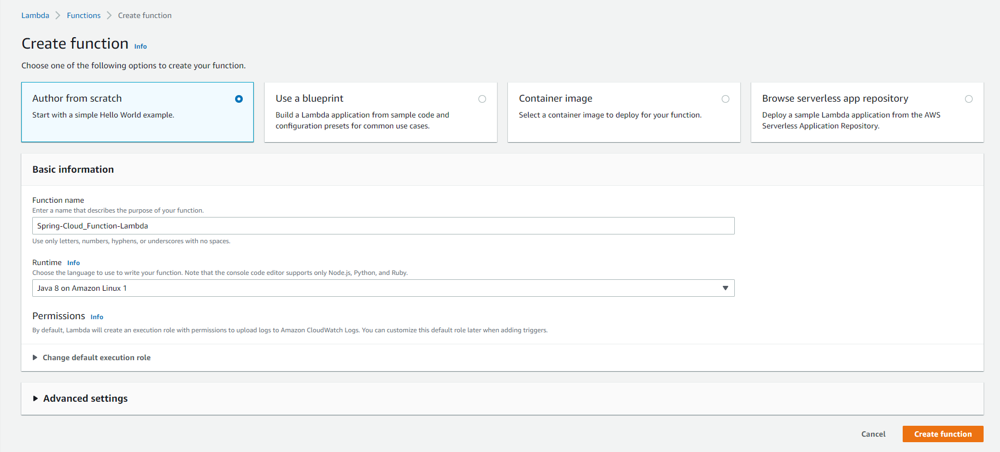 Lambda > Functions > Create function
Create function Info
Choose one of the following options to create your function.
Author from scratch
Start with a simple Hello World example.
Use a blueprint
Build a Lambda application from sample code and
configuration presets for common use cases.
Container image
Select a container image to deploy for your function.
Browse serverless app repository
Deploy a sample Lambda application from the AWS
Serverless Application Repository.
Basic information
Function name
Enter a name that describes the purpose of your function.
Spring-Cloud_Function-Lambda
Use only letters, numbers, hyphens, or underscores with no spaces.
Runtime Info
Choose the language to use to write your function. Note that the console code editor supports only Node.js, Python, and Ruby.
Java 8 on Amazon Linux 1
Permissions Info
By default, Lambda will create an execution role with permissions to upload logs to Amazon CloudWatch Logs. You can customize this default role later when adding triggers.
Change default execution role
Advanced settings
Cancel
Create function